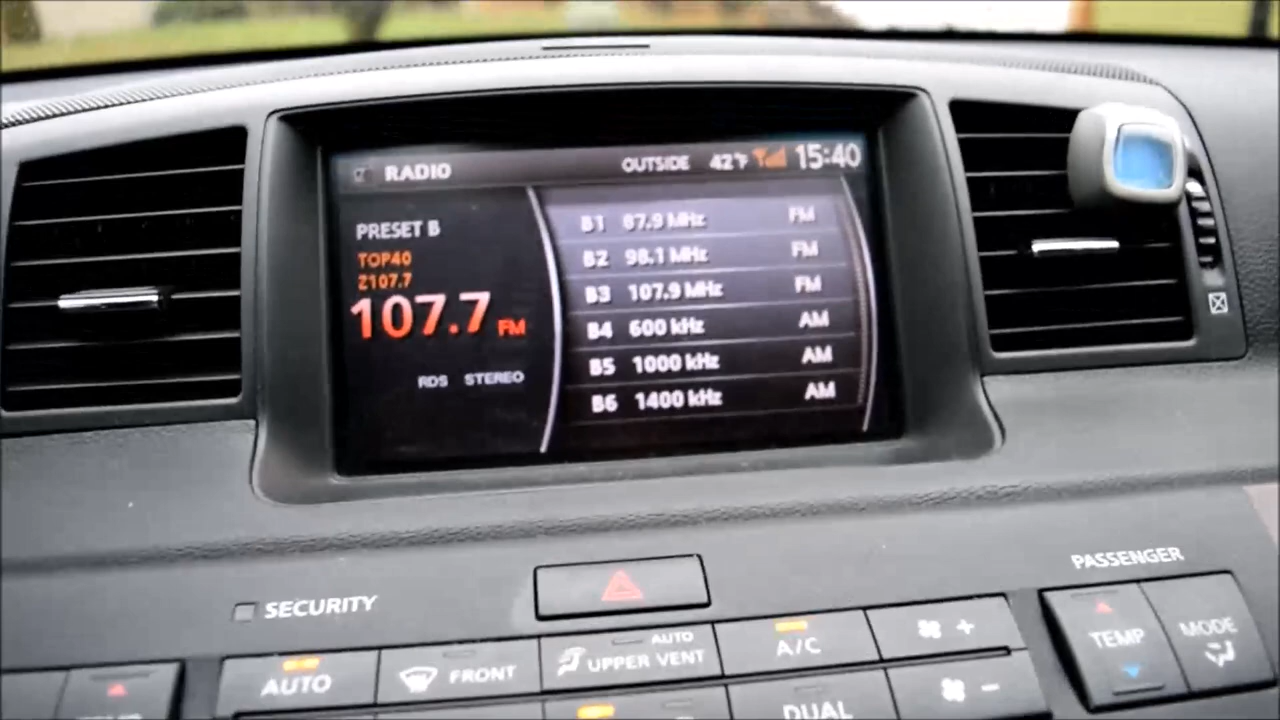 RADIO
OUTSIDE 42°F 15:40
PRESET B
TOP40
Z107.7
107.7 FM
RDS STEREO
B1 87.9 MHz FM
B2 98.1 MHz FM
B3 107.9 MHz FM
B4 600 kHz AM
B5 1000 kHz AM
B6 1400 kHz AM
SECURITY
PASSENGER
AUTO
FRONT
AUTO
UPPER VENT
A/C
+
TEMP
MODE
DUAL
−